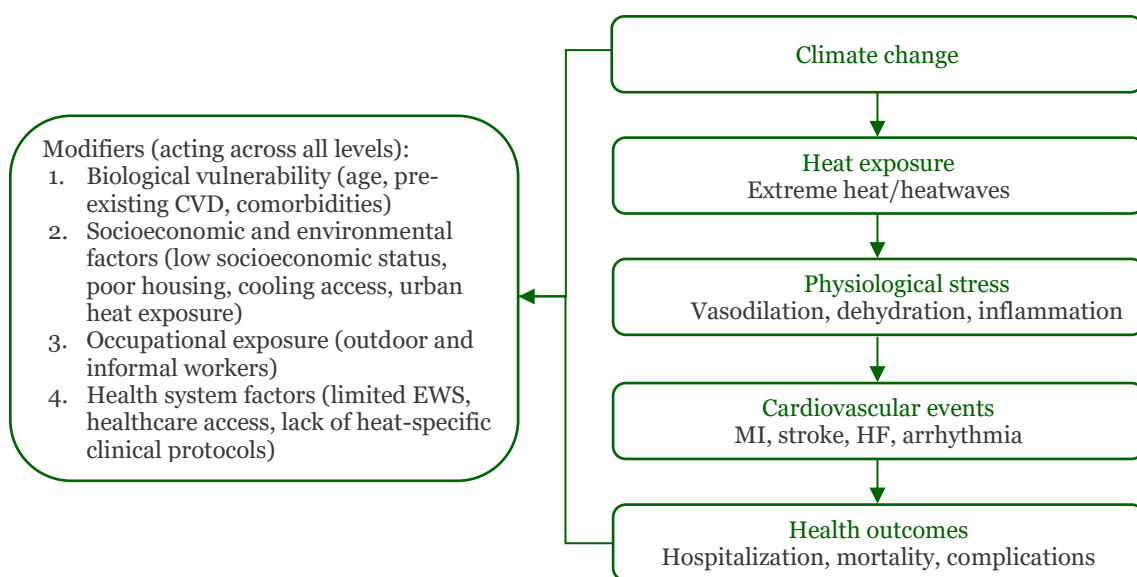 Climate change
Heat exposure
Extreme heat/heatwaves
Physiological stress
Vasodilation, dehydration, inflammation
Cardiovascular events
MI, stroke, HF, arrhythmia
Health outcomes
Hospitalization, mortality, complications
Modifiers (acting across all levels):
1. Biological vulnerability (age, pre-
existing CVD, comorbidities)
2. Socioeconomic and environmental
factors (low socioeconomic status,
poor housing, cooling access, urban
heat exposure)
3. Occupational exposure (outdoor and
informal workers)
4. Health system factors (limited EWS,
healthcare access, lack of heat-specific
clinical protocols)